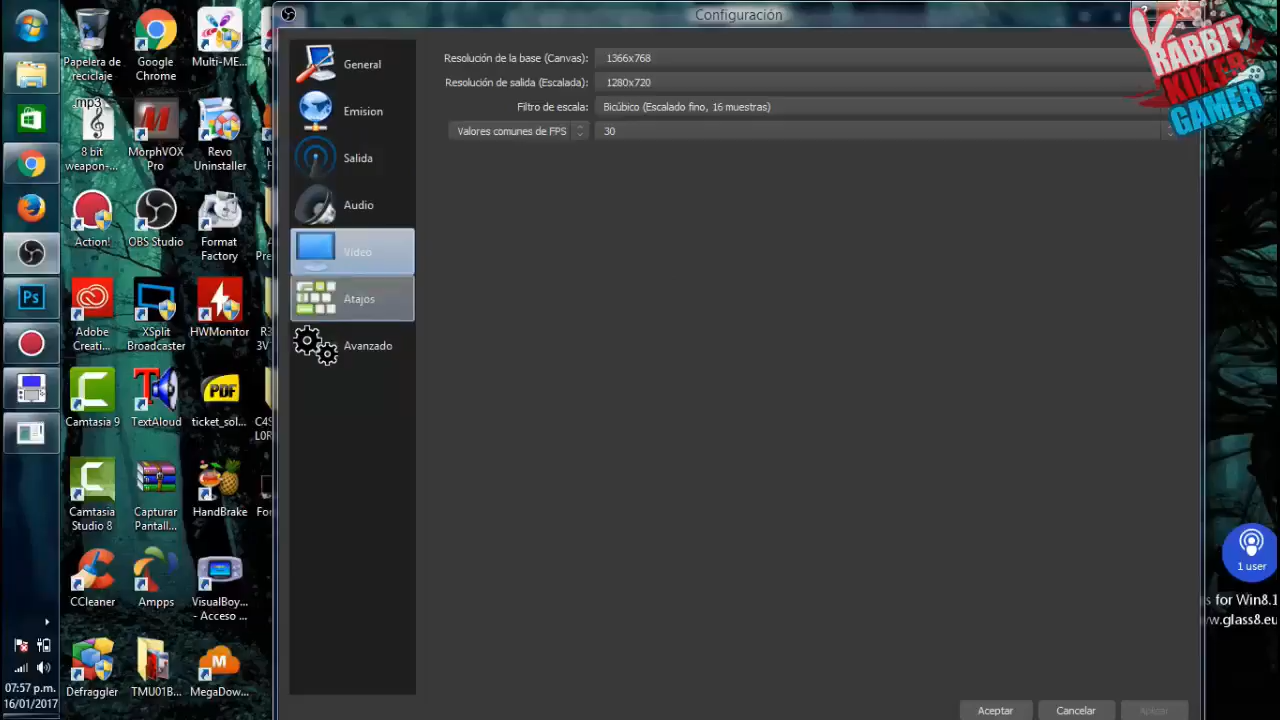 Configuración
RABBIT
KILLER
GAMER
Papelera de
reciclaje
Google
Chrome
Multi-ME...
.mp3
8 bit
weapon-...
MorphVOX
Pro
Revo
Uninstaller
Action!
OBS Studio
Format
Factory
Ps
Adobe
Creati...
XSplit
Broadcaster
HWMonitor
Camtasia 9
TextAloud
PDF
ticket_sol...
Camtasia
Studio 8
Capturar
Pantall...
HandBrake
CCleaner
Ampps
VisualBoy...
- Acceso ...
Defraggler
TMU01B...
MegaDow...
07:57 p.m.
16/01/2017
General
Emision
Salida
Audio
Video
Atajos
Avanzado
Resolución de la base (Canvas): 1366x768
Resolución de salida (Escalada): 1280x720
Filtro de escala: Bicúbico (Escalado fino, 16 muestras)
Valores comunes de FPS 30
1 user
s for Win8.1
w.glass8.eu
Aceptar
Cancelar